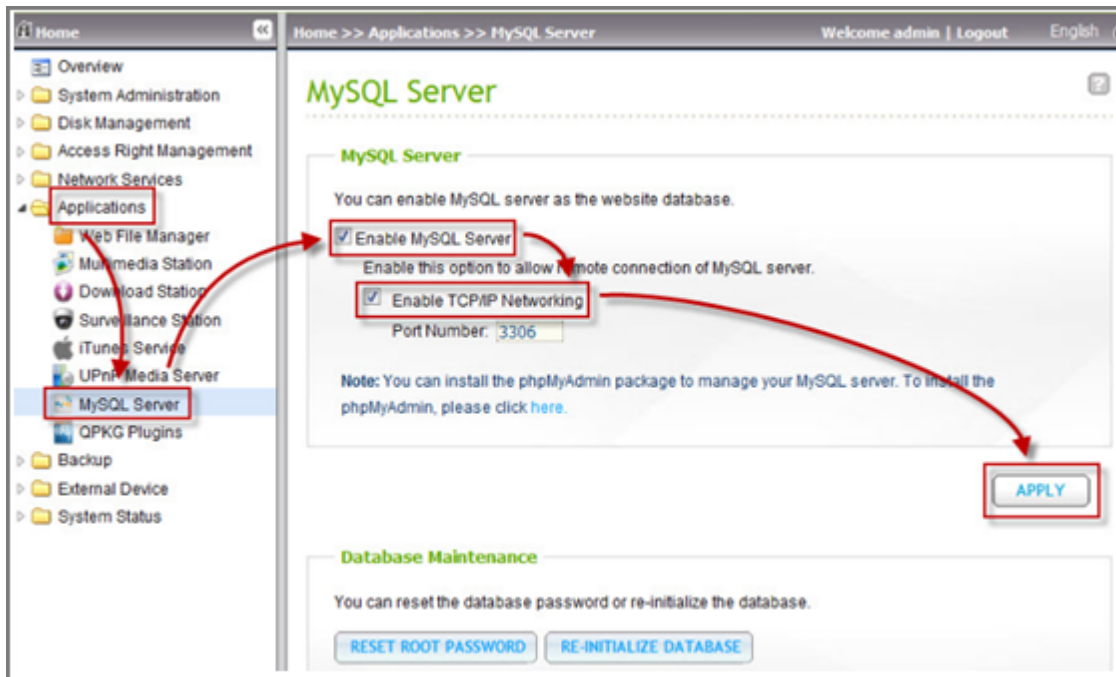 Home
Home >> Applications >> MySQL Server
Welcome admin | Logout
English
Overview
System Administration
Disk Management
Access Right Management
Network Services
Applications
Web File Manager
Multimedia Station
Download Station
Surveillance Station
iTunes Service
UPnP Media Server
MySQL Server
QPKG Plugins
Backup
External Device
System Status
MySQL Server
MySQL Server
You can enable MySQL server as the website database.
Enable MySQL Server
Enable this option to allow remote connection of MySQL server.
Enable TCP/IP Networking
Port Number: 3306
Note: You can install the phpMyAdmin package to manage your MySQL server. To install the
phpMyAdmin, please click here.
APPLY
Database Maintenance
You can reset the database password or re-initialize the database.
RESET ROOT PASSWORD
RE-INITIALIZE DATABASE